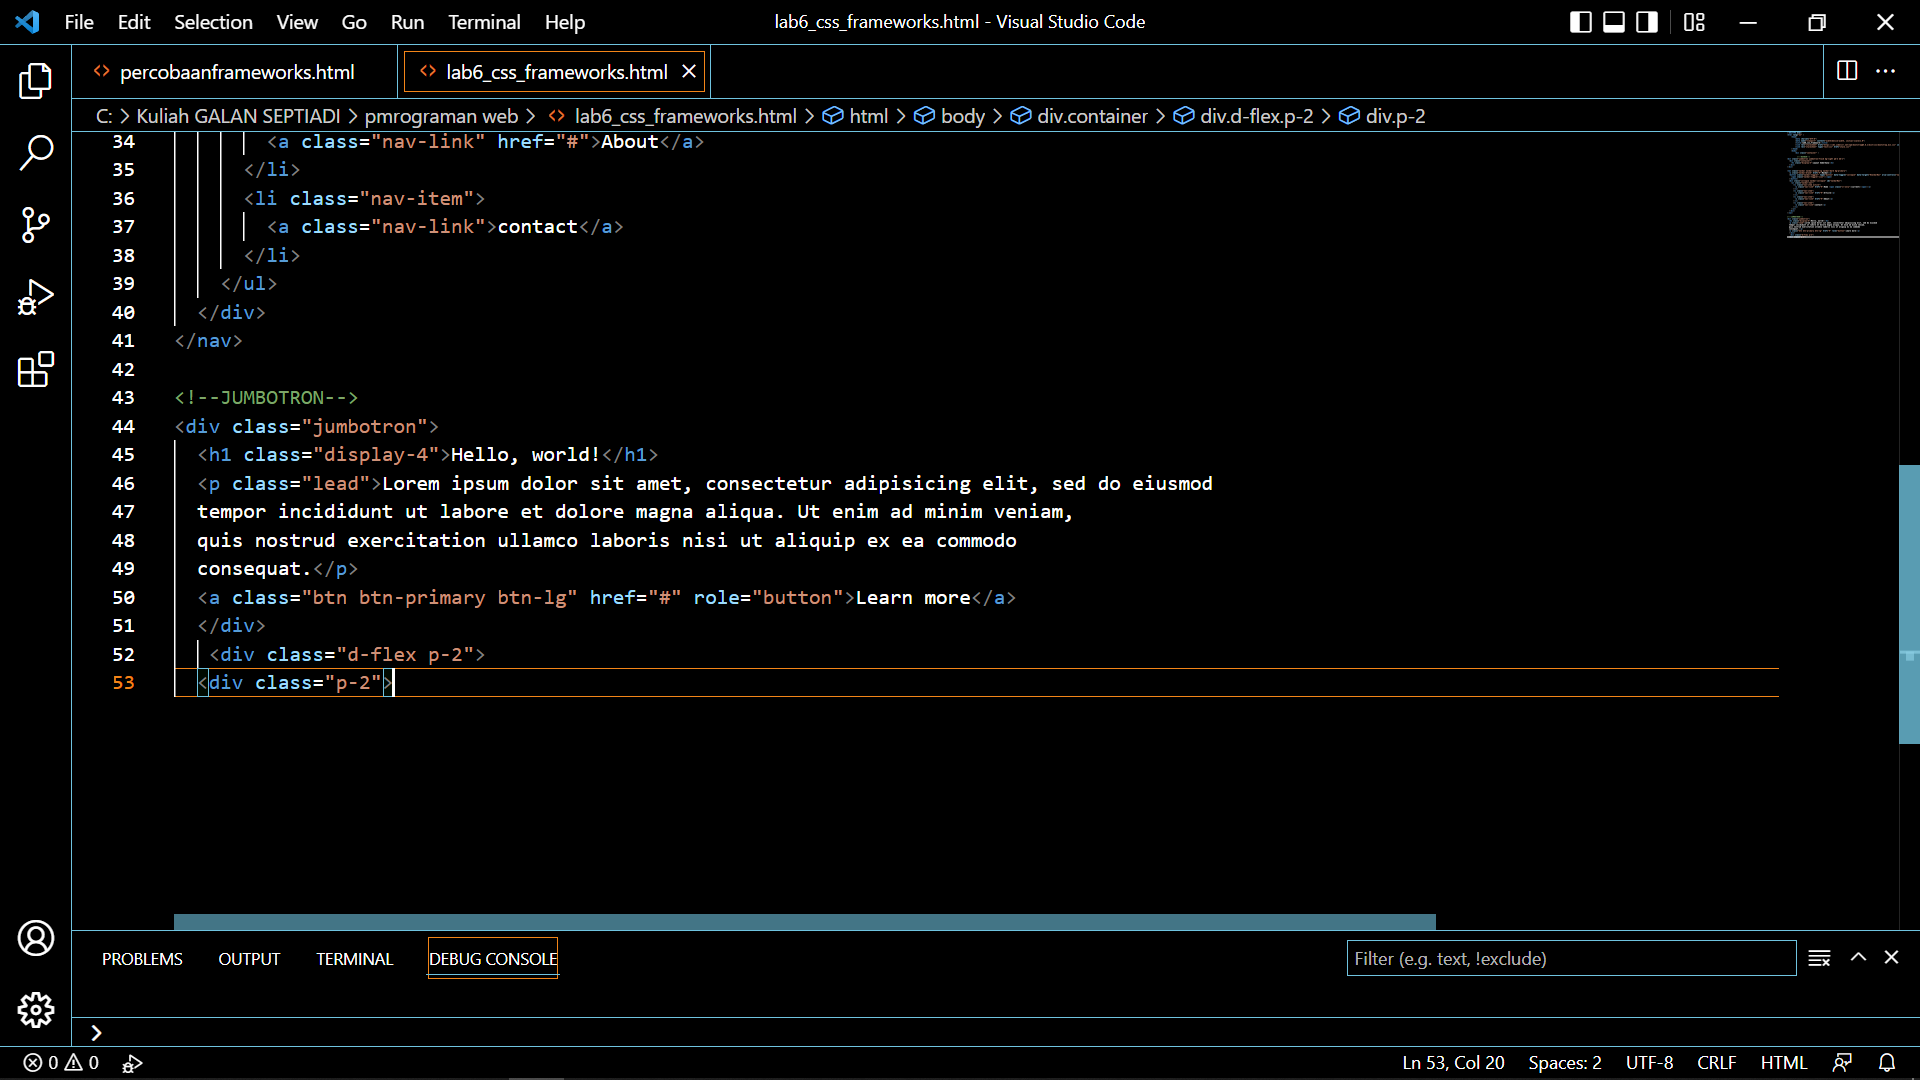 File Edit Selection View Go Run Terminal Help
lab6_css_frameworks.html - Visual Studio Code
percobaanframeworks.html
lab6_css_frameworks.html
C: > Kuliah GALAN SEPTIADI > pmrograman web > lab6_css_frameworks.html > html > body > div.container > div.d-flex.p-2 > div.p-2
34 <a class="nav-link" href="#">About</a>
35 </li>
36 <li class="nav-item">
37 <a class="nav-link">contact</a>
38 </li>
39 </ul>
40 </div>
41 </nav>
42
43 <!--JUMBOTRON-->
44 <div class="jumbotron">
45 <h1 class="display-4">Hello, world!</h1>
46 <p class="lead">Lorem ipsum dolor sit amet, consectetur adipisicing elit, sed do eiusmod
47 tempor incididunt ut labore et dolore magna aliqua. Ut enim ad minim veniam,
48 quis nostrud exercitation ullamco laboris nisi ut aliquip ex ea commodo
49 consequat.</p>
50 <a class="btn btn-primary btn-lg" href="#" role="button">Learn more</a>
51 </div>
52 <div class="d-flex p-2">
53 <div class="p-2">
PROBLEMS OUTPUT TERMINAL DEBUG CONSOLE
Filter (e.g. text, !exclude)
>
0 0
Ln 53, Col 20 Spaces: 2 UTF-8 CRLF HTML